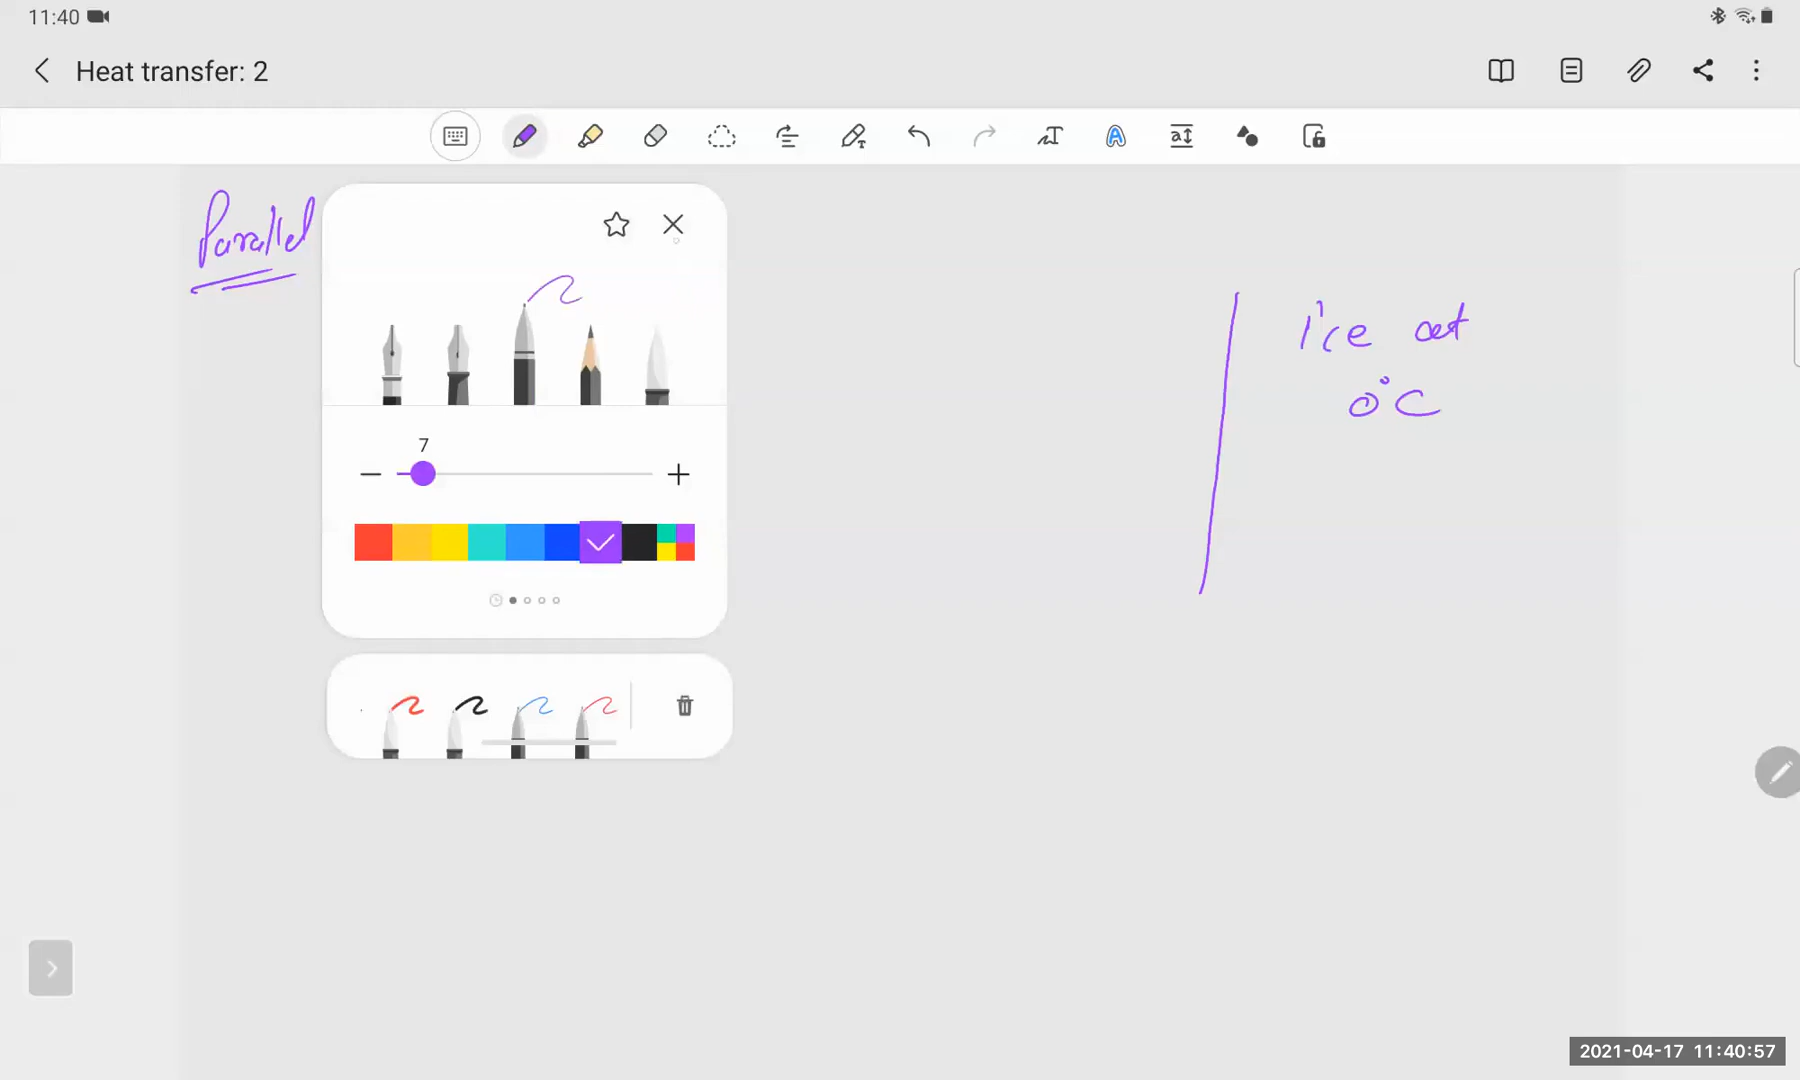 11:40
Heat transfer: 2
Parallel
7
Ice at
0°C
2021-04-17 11:40:57